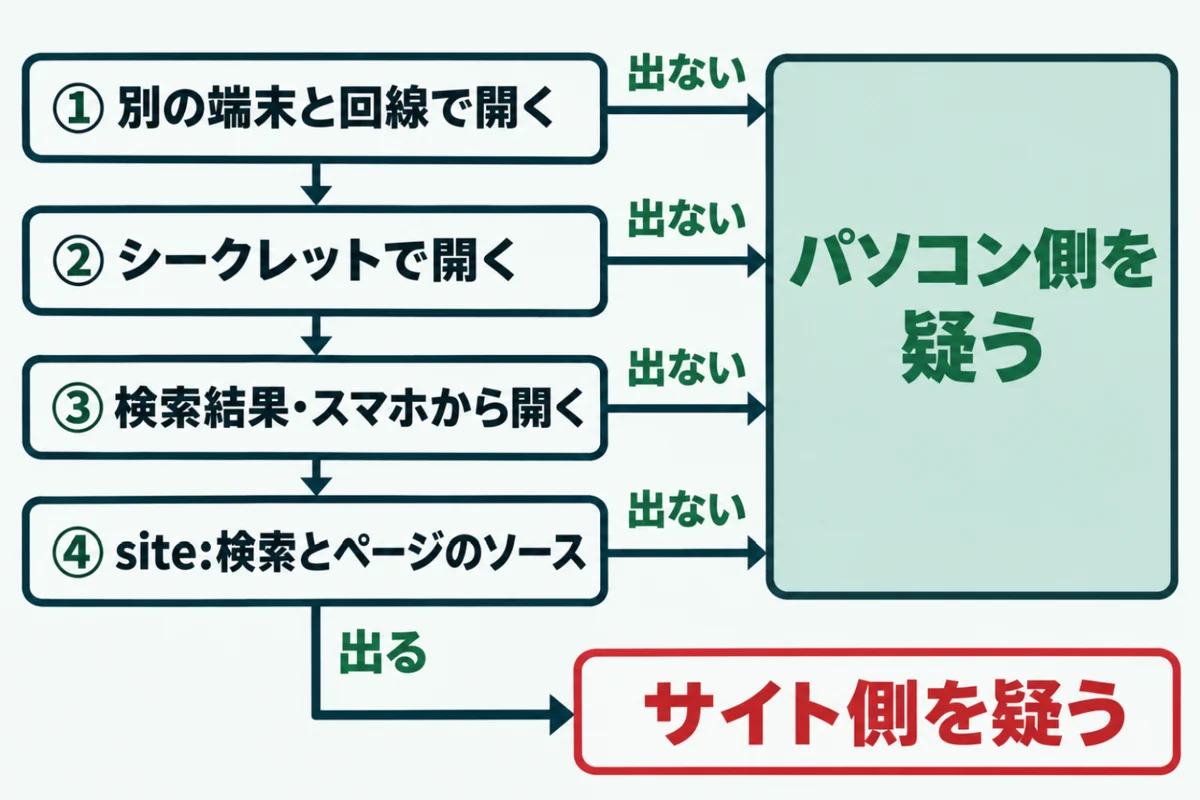 ① 別の端末と回線で開く
出ない
② シークレットで開く
出ない
③ 検索結果・スマホから開く
出ない
④ site:検索とページのソース
出ない
パソコン側を
疑う
出る
サイト側を疑う